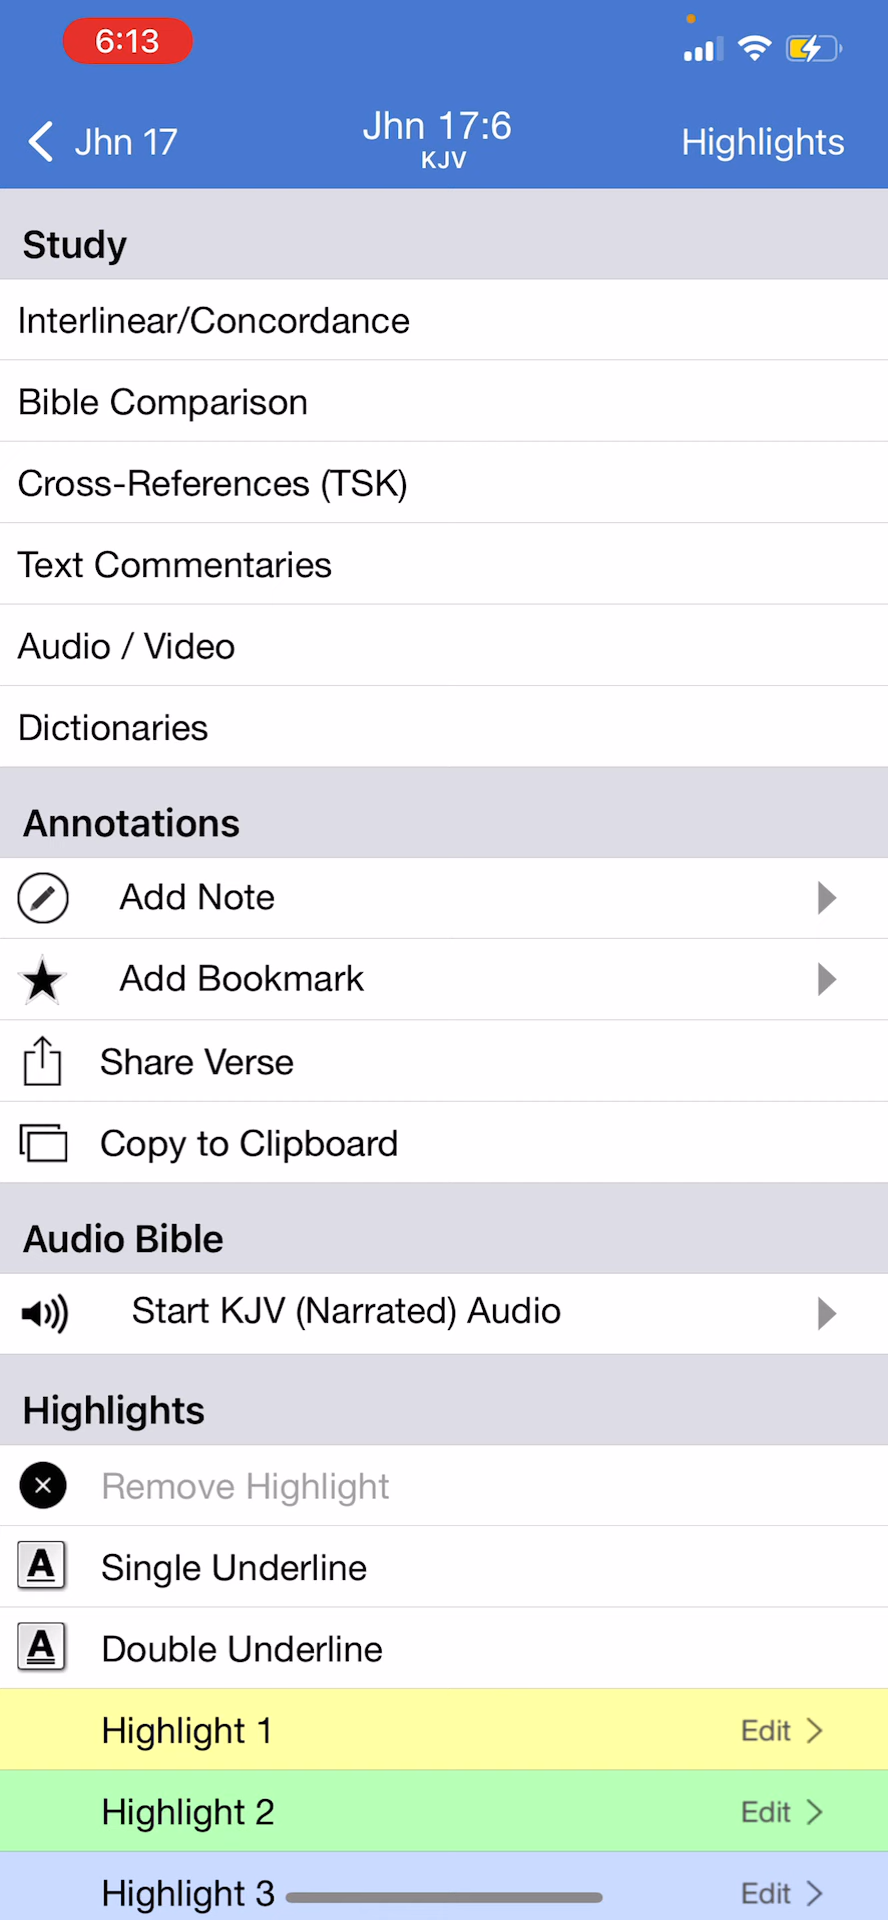 6:13
Jhn 17
Jhn 17:6
KJV
Highlights
Study
Interlinear/Concordance
Bible Comparison
Cross-References (TSK)
Text Commentaries
Audio / Video
Dictionaries
Annotations
Add Note
Add Bookmark
Share Verse
Copy to Clipboard
Audio Bible
Start KJV (Narrated) Audio
Highlights
Remove Highlight
A Single Underline
A Double Underline
Highlight 1 Edit
Highlight 2 Edit
Highlight 3 Edit